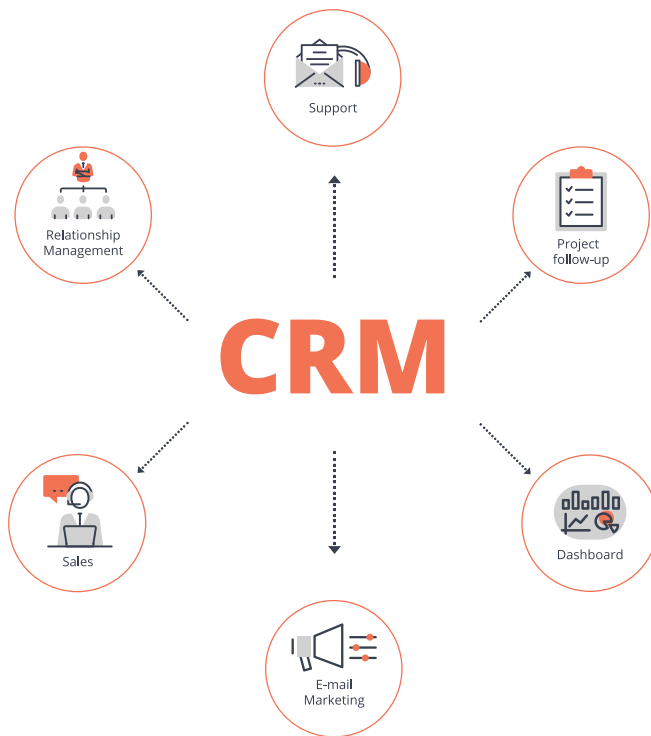 Support
Relationship
Management
Project
follow-up
CRM
Sales
Dashboard
E-mail
Marketing